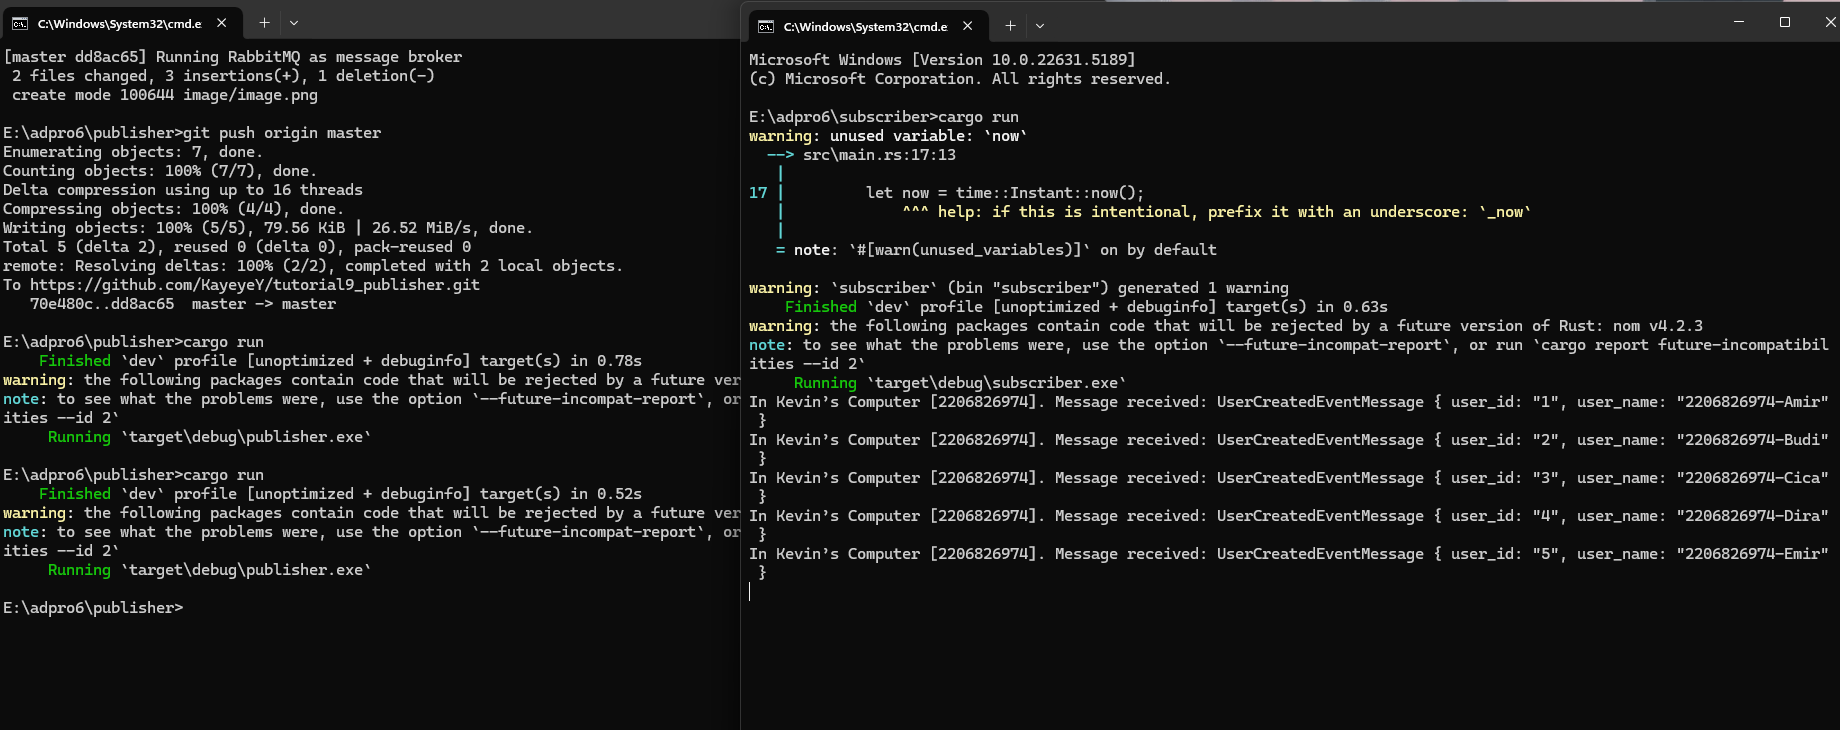 C:\Windows\System32\cmd.e
[master dd8ac65] Running RabbitMQ as message broker
 2 files changed, 3 insertions(+), 1 deletion(-)
 create mode 100644 image/image.png
E:\adpro6\publisher>git push origin master
Enumerating objects: 7, done.
Counting objects: 100% (7/7), done.
Delta compression using up to 16 threads
Compressing objects: 100% (4/4), done.
Writing objects: 100% (5/5), 79.56 KiB | 26.52 MiB/s, done.
Total 5 (delta 2), reused 0 (delta 0), pack-reused 0
remote: Resolving deltas: 100% (2/2), completed with 2 local objects.
To https://github.com/KayeyeY/tutorial9_publisher.git
   70e480c..dd8ac65  master -> master
E:\adpro6\publisher>cargo run
    Finished `dev` profile [unoptimized + debuginfo] target(s) in 0.78s
warning: the following packages contain code that will be rejected by a future ver
note: to see what the problems were, use the option `--future-incompat-report`, or
ities --id 2`
     Running `target\debug\publisher.exe`
E:\adpro6\publisher>cargo run
    Finished `dev` profile [unoptimized + debuginfo] target(s) in 0.52s
warning: the following packages contain code that will be rejected by a future ver
note: to see what the problems were, use the option `--future-incompat-report`, or
ities --id 2`
     Running `target\debug\publisher.exe`
E:\adpro6\publisher>
C:\Windows\System32\cmd.e
Microsoft Windows [Version 10.0.22631.5189]
(c) Microsoft Corporation. All rights reserved.
E:\adpro6\subscriber>cargo run
warning: unused variable: `now`
  --> src\main.rs:17:13
   |
17 |         let now = time::Instant::now();
   |             ^^^ help: if this is intentional, prefix it with an underscore: `_now`
   |
   = note: `#[warn(unused_variables)]` on by default
warning: `subscriber` (bin "subscriber") generated 1 warning
    Finished `dev` profile [unoptimized + debuginfo] target(s) in 0.63s
warning: the following packages contain code that will be rejected by a future version of Rust: nom v4.2.3
note: to see what the problems were, use the option `--future-incompat-report`, or run `cargo report future-incompatibil
ities --id 2`
     Running `target\debug\subscriber.exe`
In Kevin's Computer [2206826974]. Message received: UserCreatedEventMessage { user_id: "1", user_name: "2206826974-Amir"
 }
In Kevin's Computer [2206826974]. Message received: UserCreatedEventMessage { user_id: "2", user_name: "2206826974-Budi"
 }
In Kevin's Computer [2206826974]. Message received: UserCreatedEventMessage { user_id: "3", user_name: "2206826974-Cica"
 }
In Kevin's Computer [2206826974]. Message received: UserCreatedEventMessage { user_id: "4", user_name: "2206826974-Dira"
 }
In Kevin's Computer [2206826974]. Message received: UserCreatedEventMessage { user_id: "5", user_name: "2206826974-Emir"
 }